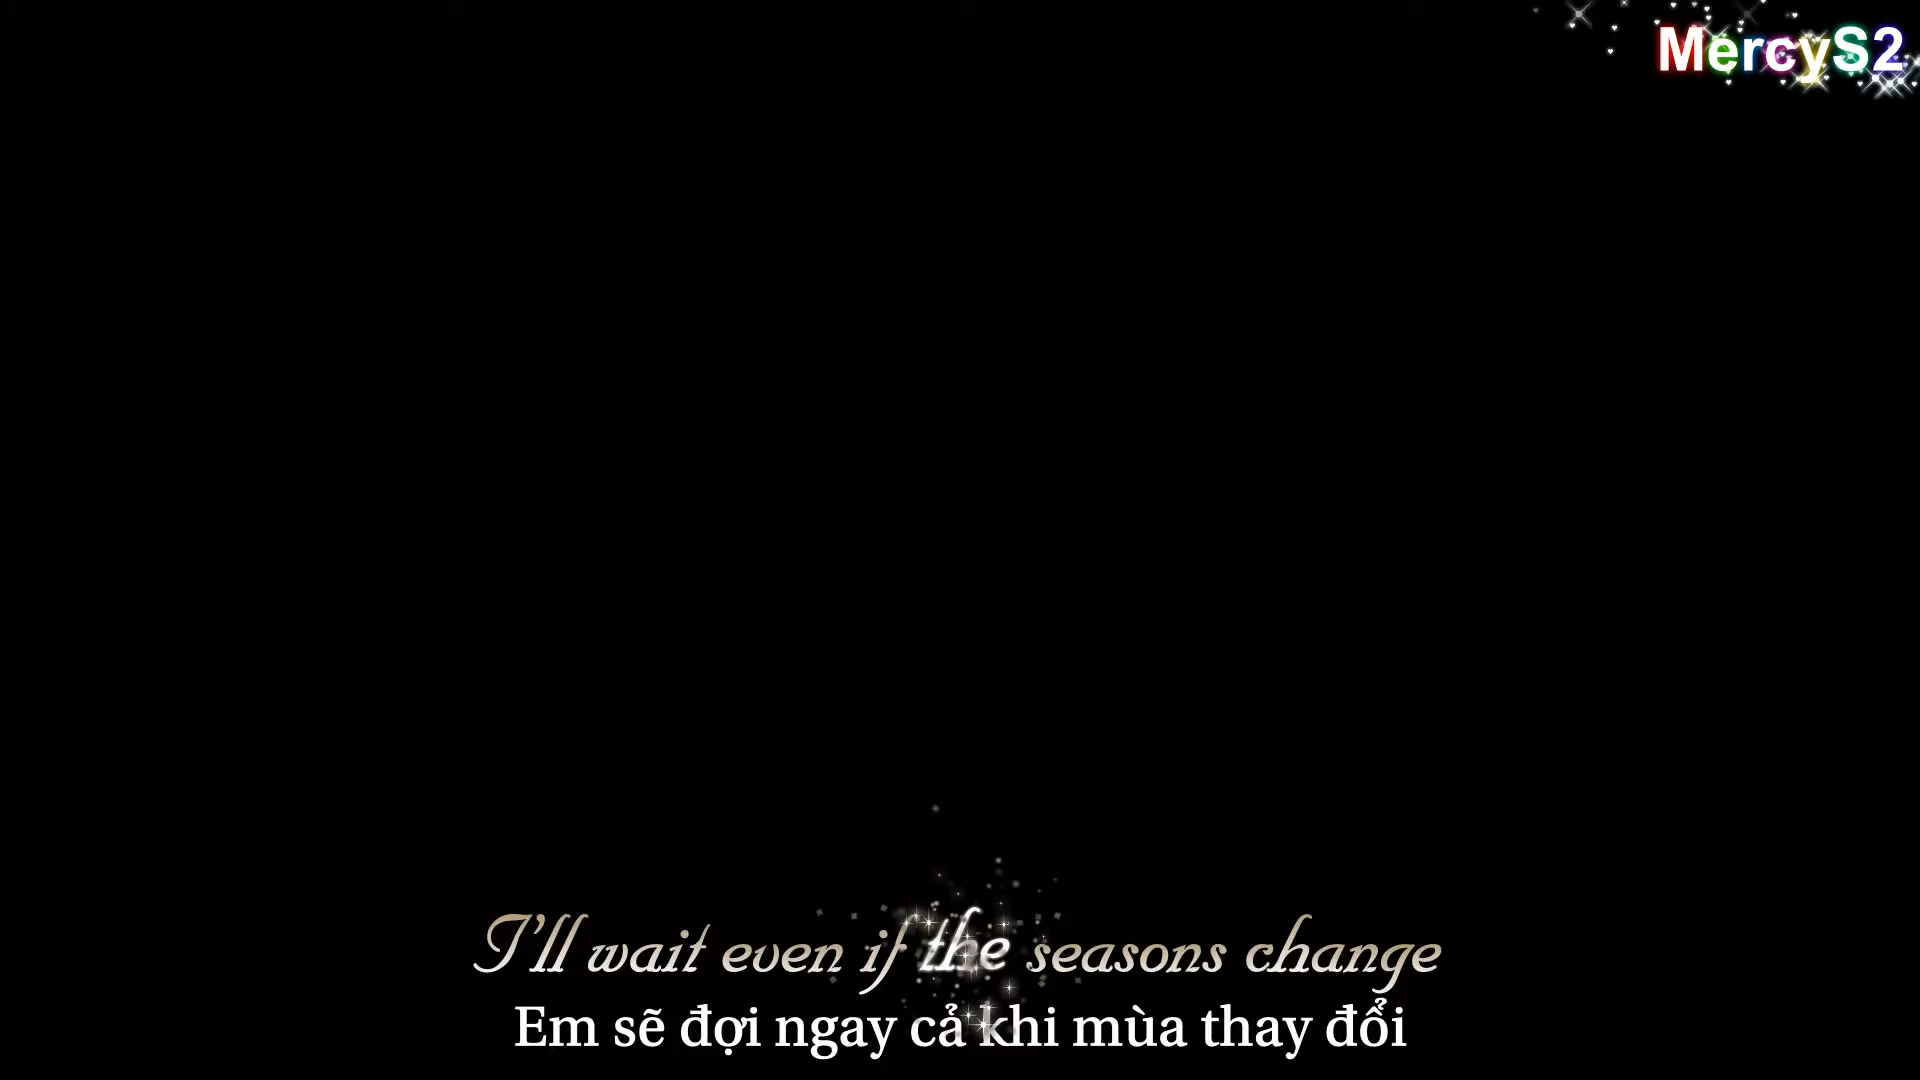 MercyS2
I'll wait even if the seasons change
Em sẽ đợi ngay cả khi mùa thay đổi